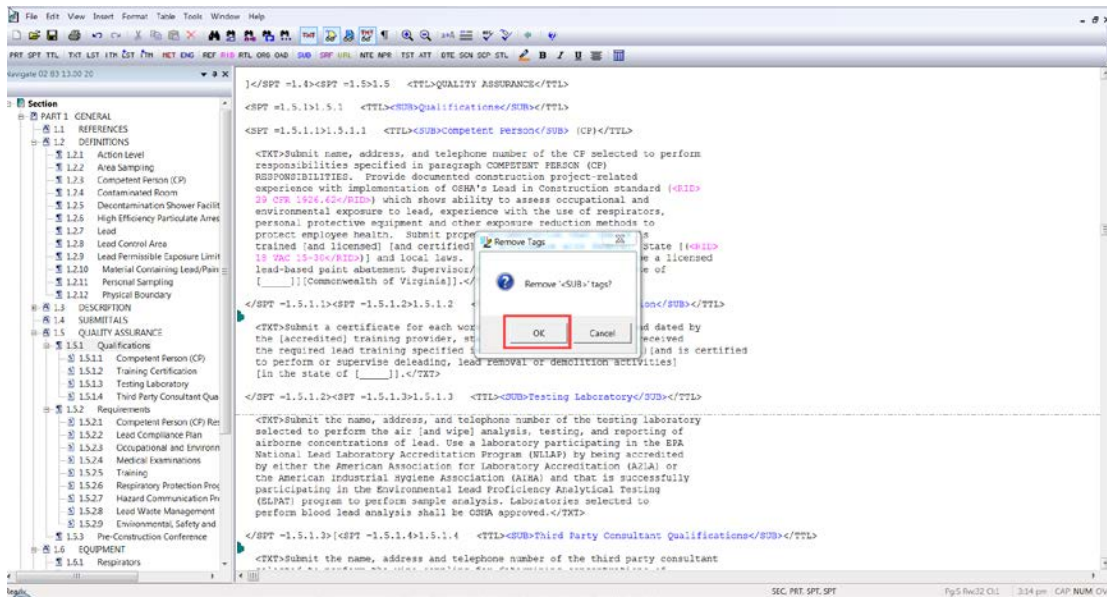 File Edit View Insert Format Table Tools Window Help
PRT SPT TTL TXT LST ITM LST ITM MET ENG REF RID RTL ORG OAD SUB SRF URL NTE NPR TST ATT DTE SCN SCP STL B I U
Navigate 02 83 13.00 20
Section
PART 1 GENERAL
1.1 REFERENCES
1.2 DEFINITIONS
1.2.1 Action Level
1.2.2 Area Sampling
1.2.3 Competent Person (CP)
1.2.4 Contaminated Room
1.2.5 Decontamination Shower Facilit
1.2.6 High Efficiency Particulate Arres
1.2.7 Lead
1.2.8 Lead Control Area
1.2.9 Lead Permissible Exposure Limit
1.2.10 Material Containing Lead/Pain
1.2.11 Personal Sampling
1.2.12 Physical Boundary
1.3 DESCRIPTION
1.4 SUBMITTALS
1.5 QUALITY ASSURANCE
1.5.1 Qualifications
1.5.1.1 Competent Person (CP)
1.5.1.2 Training Certification
1.5.1.3 Testing Laboratory
1.5.1.4 Third Party Consultant Qua
1.5.2 Requirements
1.5.2.1 Competent Person (CP) Res
1.5.2.2 Lead Compliance Plan
1.5.2.3 Occupational and Environn
1.5.2.4 Medical Examinations
1.5.2.5 Training
1.5.2.6 Respiratory Protection Prog
1.5.2.7 Hazard Communication Pr
1.5.2.8 Lead Waste Management
1.5.2.9 Environmental, Safety and
1.5.3 Pre-Construction Conference
1.6 EQUIPMENT
1.6.1 Respirators
]</SPT =1.4><SPT =1.5>1.5 <TTL>QUALITY ASSURANCE</TTL>
<SPT =1.5.1>1.5.1 <TTL><SUB>Qualifications</SUB></TTL>
<SPT =1.5.1.1>1.5.1.1 <TTL><SUB>Competent Person</SUB> (CP)</TTL>
<TXT>Submit name, address, and telephone number of the CP selected to perform
responsibilities specified in paragraph COMPETENT PERSON (CP)
RESPONSIBILITIES. Provide documented construction project-related
experience with implementation of OSHA's Lead in Construction standard (<RID>
29 CFR 1926.62</RID>) which shows ability to assess occupational and
environmental exposure to lead, experience with the use of respirators,
personal protective equipment and other exposure reduction methods to
protect employee health. Submit prope
trained [and licensed] [and certified] State [(<RID>
18 VAC 15-30</RID>)] and local laws. e a licensed
lead-based paint abatement Supervisor/ e of
[_____]][Commonwealth of Virginia]].</
</SPT =1.5.1.1><SPT =1.5.1.2>1.5.1.2 ion</SUB></TTL>
<TXT>Submit a certificate for each wor d dated by
the [accredited] training provider, st received
the required lead training specified i )[and is certified
to perform or supervise deleading, lead removal or demolition activities]
[in the state of [_____]].</TXT>
</SPT =1.5.1.2><SPT =1.5.1.3>1.5.1.3 <TTL><SUB>Testing Laboratory</SUB></TTL>
<TXT>Submit the name, address, and telephone number of the testing laboratory
selected to perform the air [and wipe] analysis, testing, and reporting of
airborne concentrations of lead. Use a laboratory participating in the EPA
National Lead Laboratory Accreditation Program (NLLAP) by being accredited
by either the American Association for Laboratory Accreditation (A2LA) or
the American Industrial Hygiene Association (AIHA) and that is successfully
participating in the Environmental Lead Proficiency Analytical Testing
(ELPAT) program to perform sample analysis. Laboratories selected to
perform blood lead analysis shall be OSHA approved.</TXT>
</SPT =1.5.1.3>[<SPT =1.5.1.4>1.5.1.4 <TTL><SUB>Third Party Consultant Qualifications</SUB></TTL>
<TXT>Submit the name, address and telephone number of the third party consultant
Remove Tags
Remove '<SUB>' tags?
OK Cancel
Ready SEC, PRT, SPT, SPT 3:14 pm CAP NUM OV